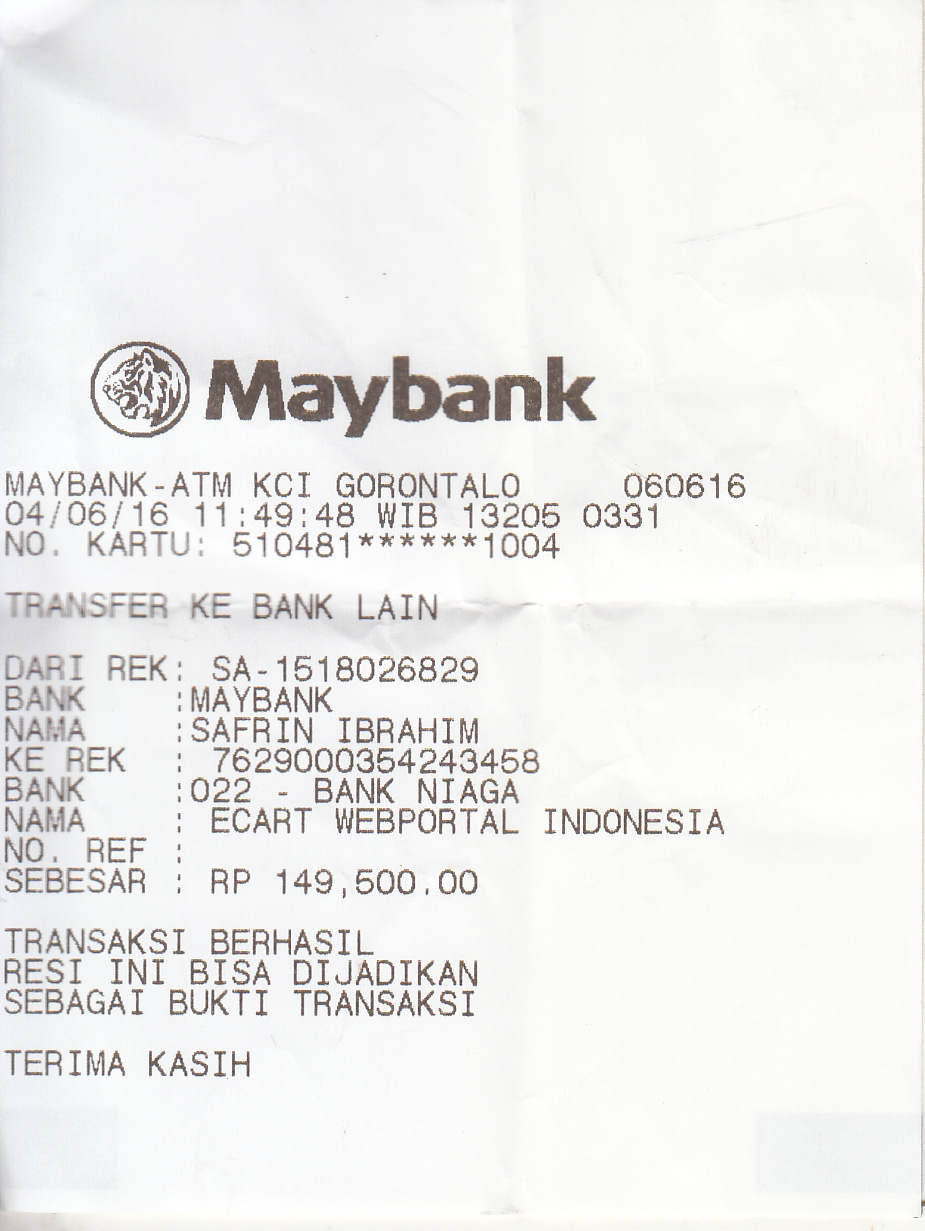 Maybank
MAYBANK-ATM KCI GORONTALO 060616
04/06/16 11:49:48 WIB 13205 0331
NO. KARTU: 510481******1004
TRANSFER KE BANK LAIN
DARI REK: SA-1518026829
BANK :MAYBANK
NAMA :SAFRIN IBRAHIM
KE REK : 7629000354243458
BANK :022 - BANK NIAGA
NAMA : ECART WEBPORTAL INDONESIA
NO. REF :
SEBESAR : RP 149,500.00
TRANSAKSI BERHASIL
RESI INI BISA DIJADIKAN
SEBAGAI BUKTI TRANSAKSI
TERIMA KASIH